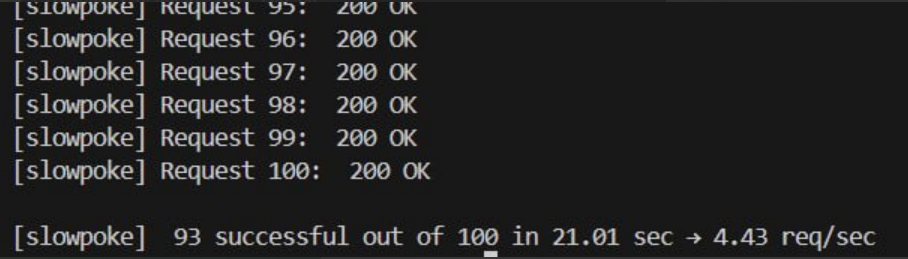 [slowpoke] Request 95:  200 OK
[slowpoke] Request 96:  200 OK
[slowpoke] Request 97:  200 OK
[slowpoke] Request 98:  200 OK
[slowpoke] Request 99:  200 OK
[slowpoke] Request 100:  200 OK
[slowpoke]  93 successful out of 100 in 21.01 sec → 4.43 req/sec